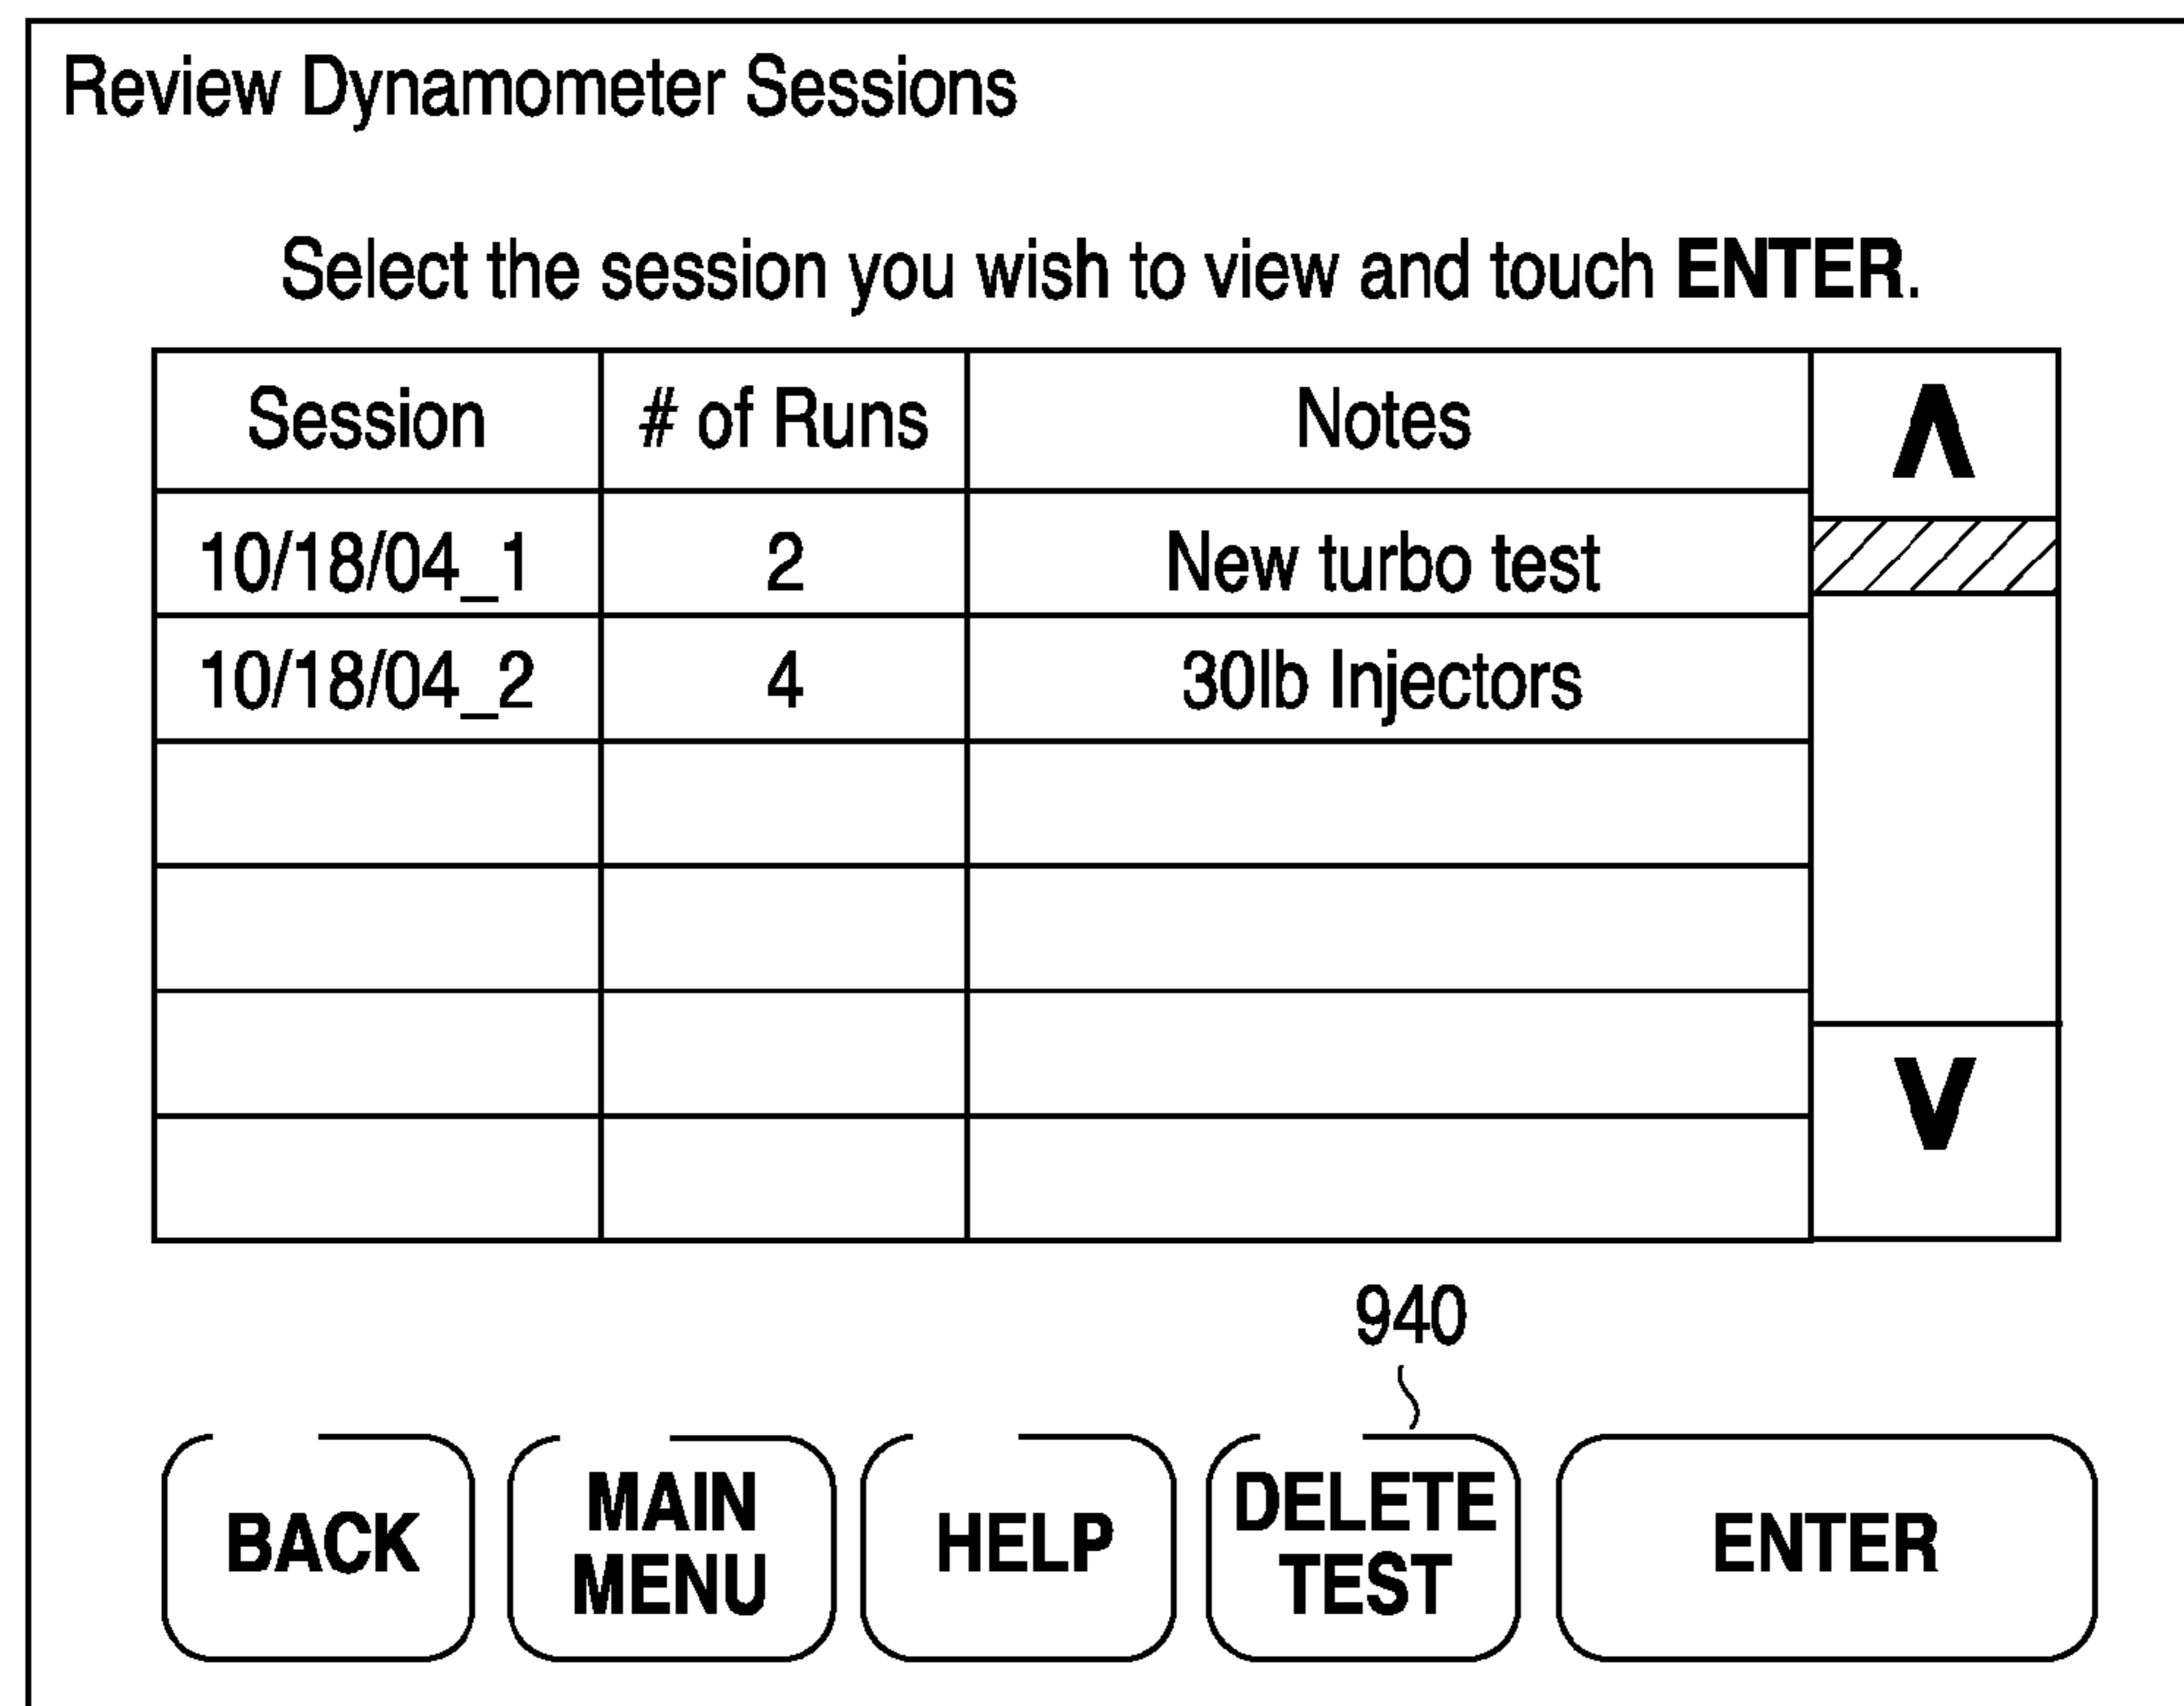 Review Dynamometer Sessions
Select the session you wish to view and touch ENTER.
Session # of Runs Notes
10/18/04_1 2 New turbo test
10/18/04_2 4 30lb Injectors
940
BACK MAIN MENU HELP DELETE TEST ENTER